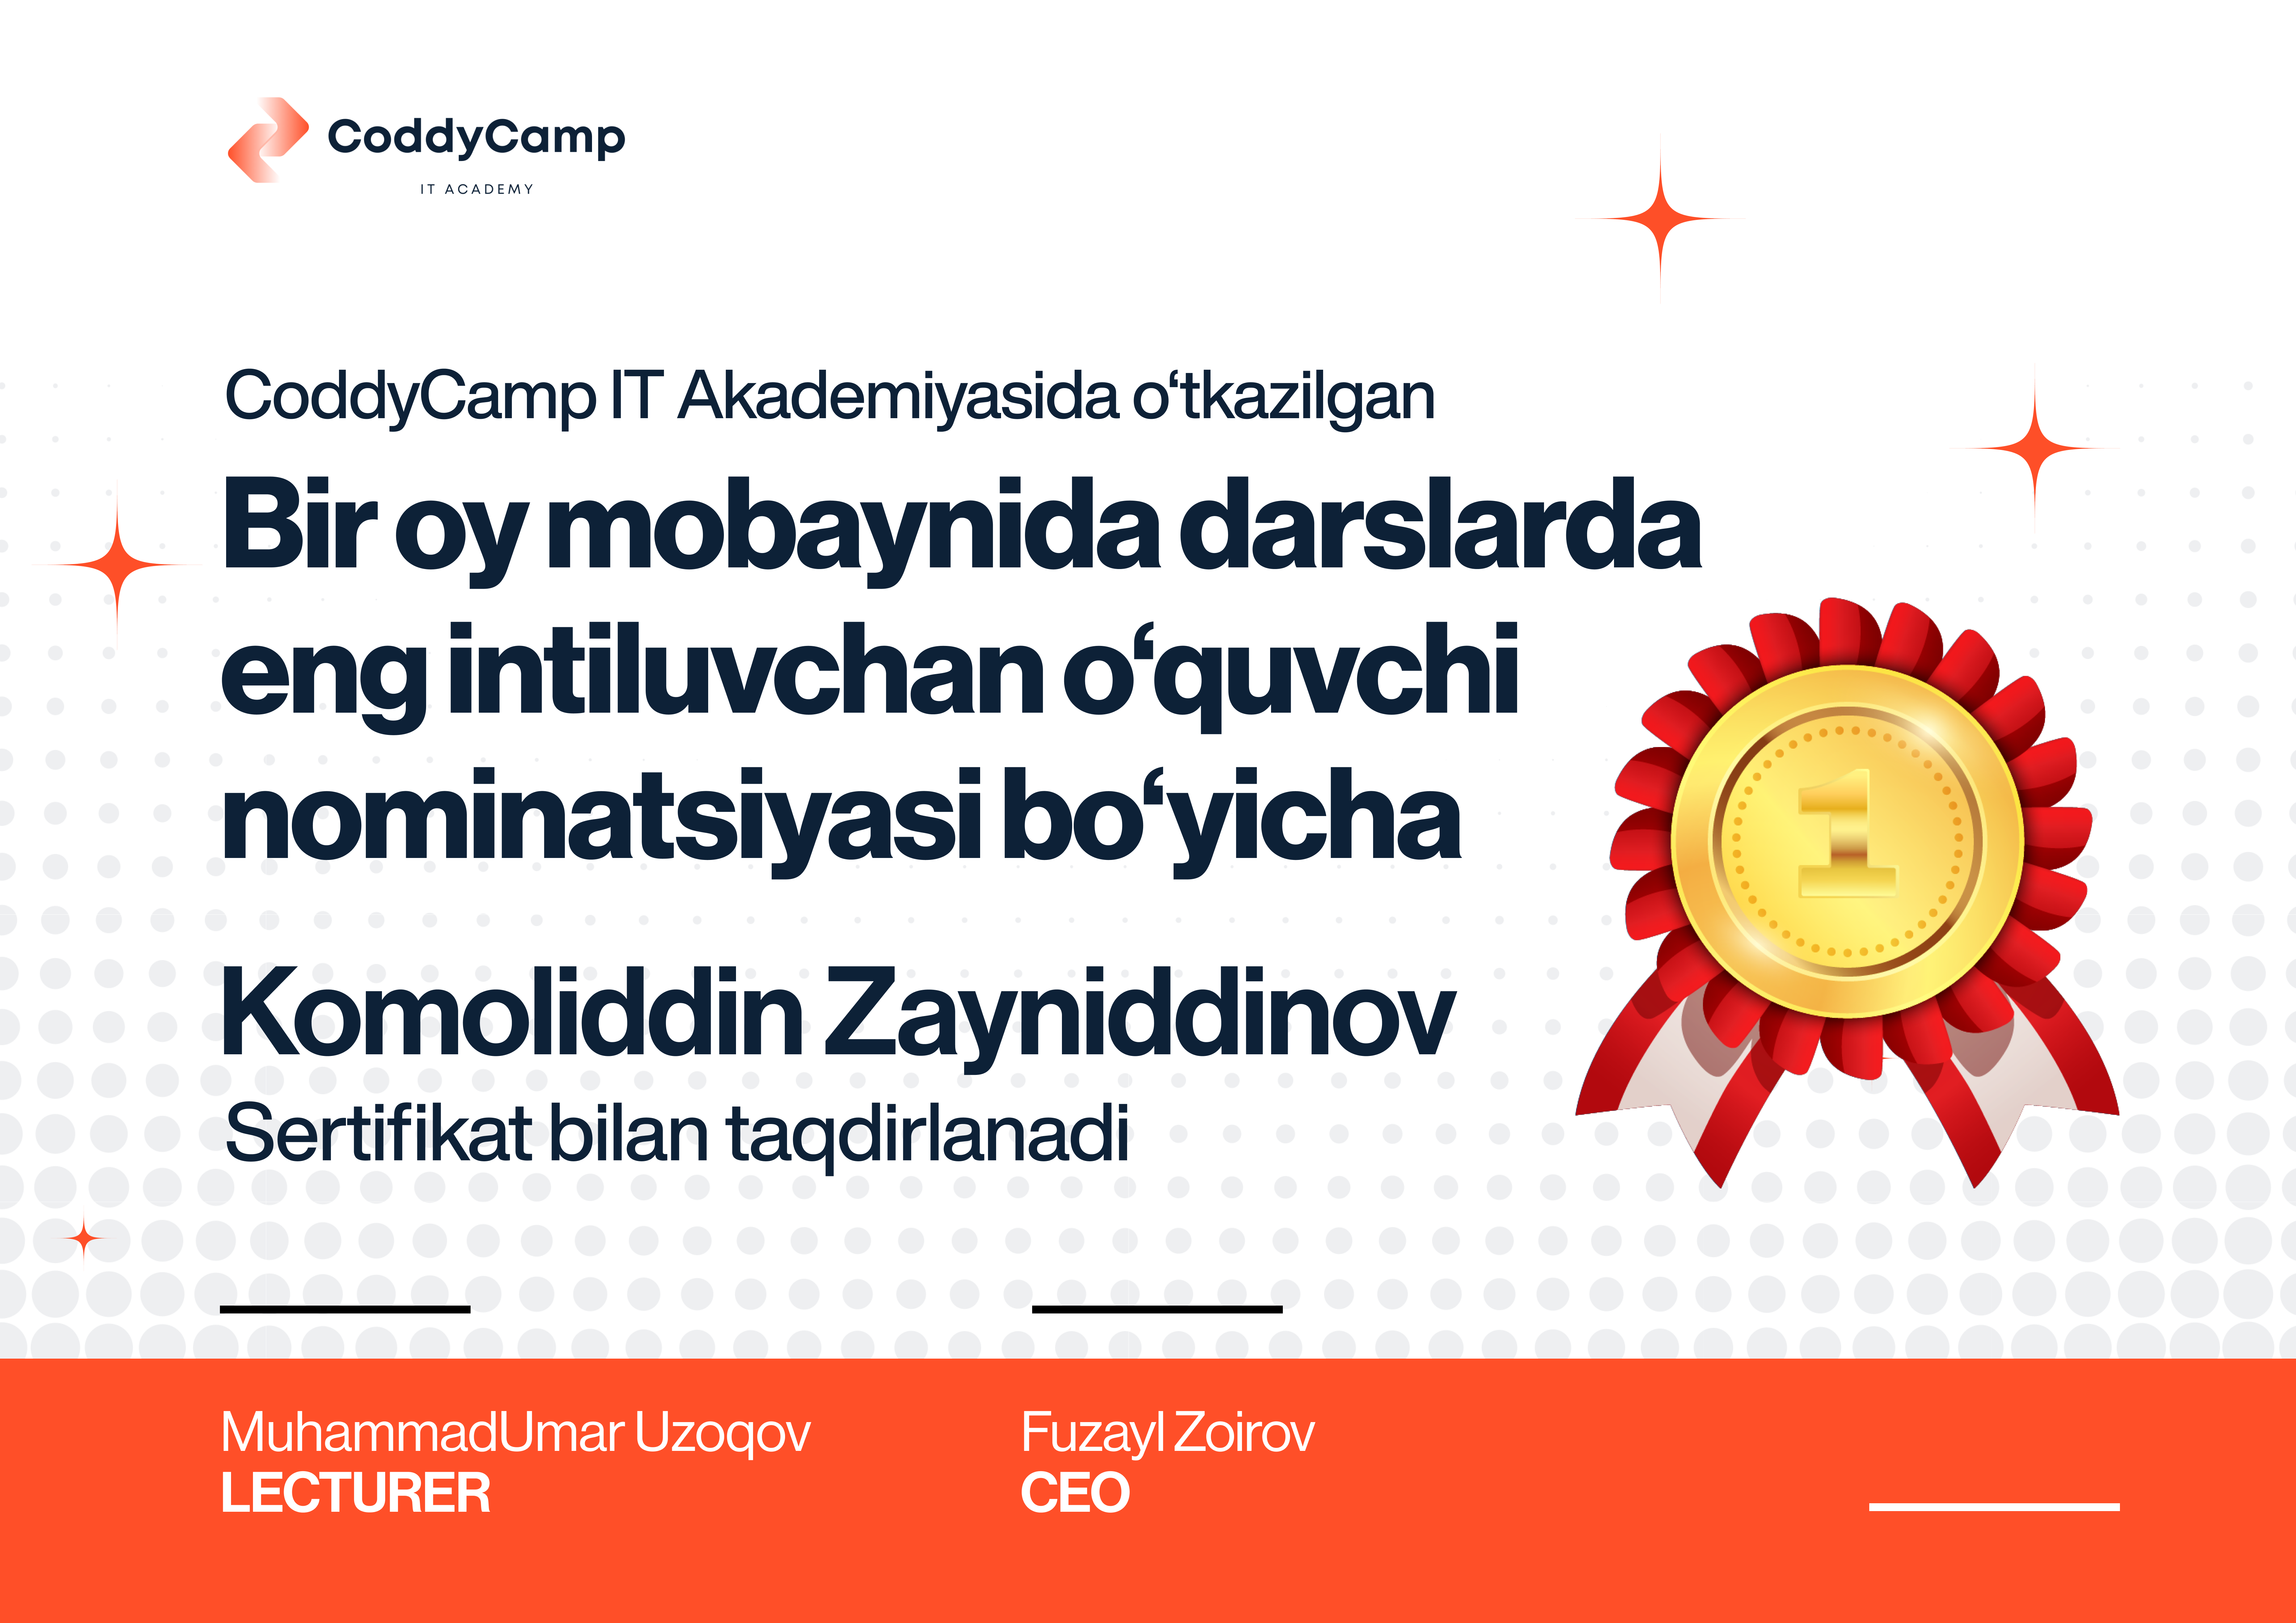 CoddyCamp
IT ACADEMY
CoddyCamp IT Akademiyasida o‘tkazilgan
Bir oy mobaynida darslarda
eng intiluvchan o‘quvchi
nominatsiyasi bo‘yicha
Komoliddin Zayniddinov
Sertifikat bilan taqdirlanadi
1
MuhammadUmar Uzoqov
LECTURER
Fuzayl Zoirov
CEO